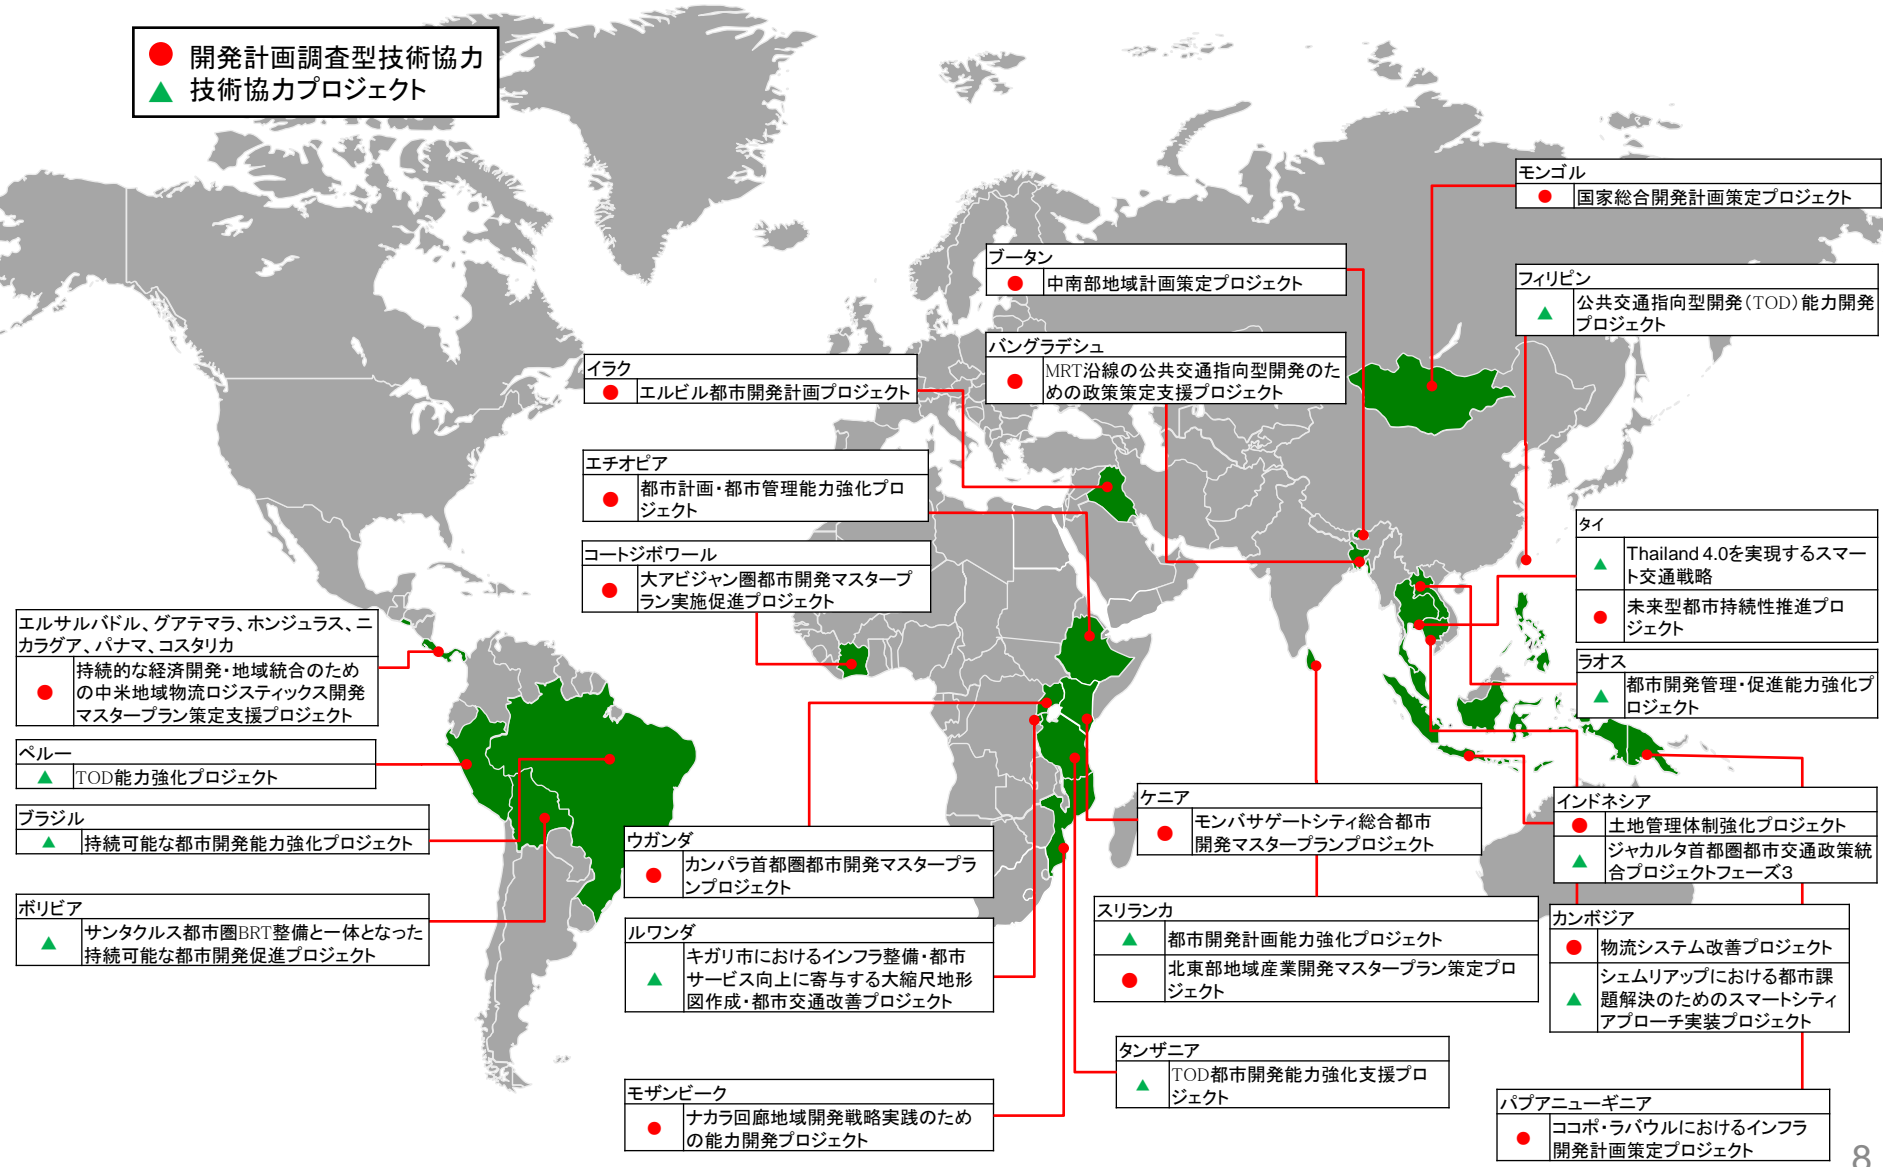 開発計画調査型技術協力
技術協力プロジェクト
モンゴル
国家総合開発計画策定プロジェクト
ブータン
中南部地域計画策定プロジェクト
フィリピン
公共交通指向型開発(TOD)能力開発
プロジェクト
バングラデシュ
MRT沿線の公共交通指向型開発のた
めの政策策定支援プロジェクト
イラク
エルビル都市開発計画プロジェクト
エチオピア
都市計画・都市管理能力強化プロ
ジェクト
コートジボワール
大アビジャン圏都市開発マスタープ
ラン実施促進プロジェクト
タイ
Thailand 4.0を実現するスマー
ト交通戦略
未来型都市持続性推進プロ
ジェクト
ラオス
都市開発管理・促進能力強化プ
ロジェクト
エルサルバドル、グアテマラ、ホンジュラス、ニ
カラグア、パナマ、コスタリカ
持続的な経済開発・地域統合のため
の中米地域物流ロジスティックス開発
マスタープラン策定支援プロジェクト
ペルー
TOD能力強化プロジェクト
ブラジル
持続可能な都市開発能力強化プロジェクト
ボリビア
サンタクルス都市圏BRT整備と一体となった
持続可能な都市開発促進プロジェクト
ウガンダ
カンパラ首都圏都市開発マスタープラ
ンプロジェクト
ルワンダ
キガリ市におけるインフラ整備・都市
サービス向上に寄与する大縮尺地形
図作成・都市交通改善プロジェクト
モザンビーク
ナカラ回廊地域開発戦略実践のため
の能力開発プロジェクト
ケニア
モンバサゲートシティ総合都市
開発マスタープランプロジェクト
スリランカ
都市開発計画能力強化プロジェクト
北東部地域産業開発マスタープラン策定プロ
ジェクト
タンザニア
TOD都市開発能力強化支援プロ
ジェクト
インドネシア
土地管理体制強化プロジェクト
ジャカルタ首都圏都市交通政策統
合プロジェクトフェーズ3
カンボジア
物流システム改善プロジェクト
シェムリアップにおける都市課
題解決のためのスマートシティ
アプローチ実装プロジェクト
パプアニューギニア
ココポ・ラバウルにおけるインフラ
開発計画策定プロジェクト
8